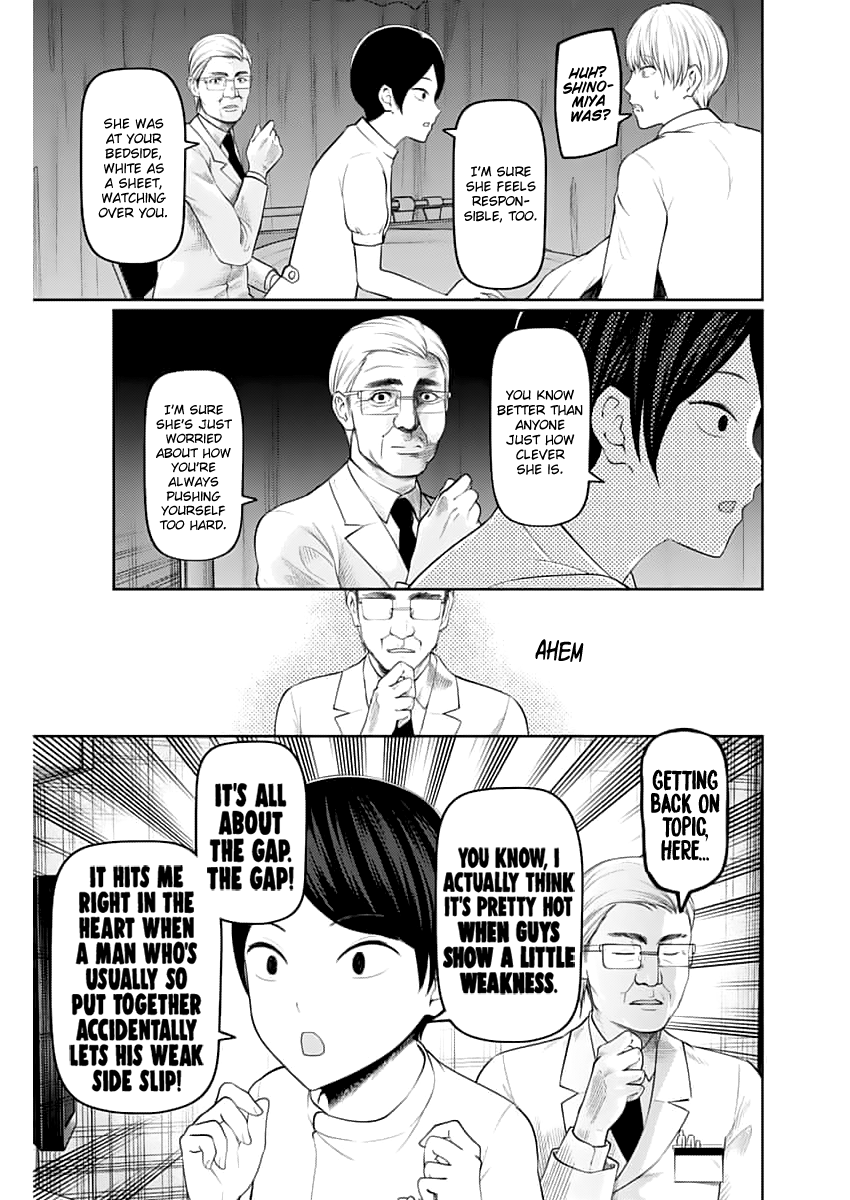 HUH?
SHINO-
MIYA
WAS?
I'M SURE
SHE FEELS
RESPON-
SIBLE, TOO.
SHE WAS
AT YOUR
BEDSIDE,
WHITE AS
A SHEET,
WATCHING
OVER YOU.
YOU KNOW
BETTER THAN
ANYONE
JUST HOW
CLEVER
SHE IS.
I'M SURE
SHE'S JUST
WORRIED
ABOUT HOW
YOU'RE
ALWAYS
PUSHING
YOURSELF
TOO HARD.
AHEM
GETTING
BACK ON
TOPIC,
HERE...
YOU KNOW, I
ACTUALLY THINK
IT'S PRETTY HOT
WHEN GUYS
SHOW A LITTLE
WEAKNESS.
IT'S ALL
ABOUT
THE GAP.
THE GAP!
IT HITS ME
RIGHT IN THE
HEART WHEN
A MAN WHO'S
USUALLY SO
PUT TOGETHER
ACCIDENTALLY
LETS HIS WEAK
SIDE SLIP!